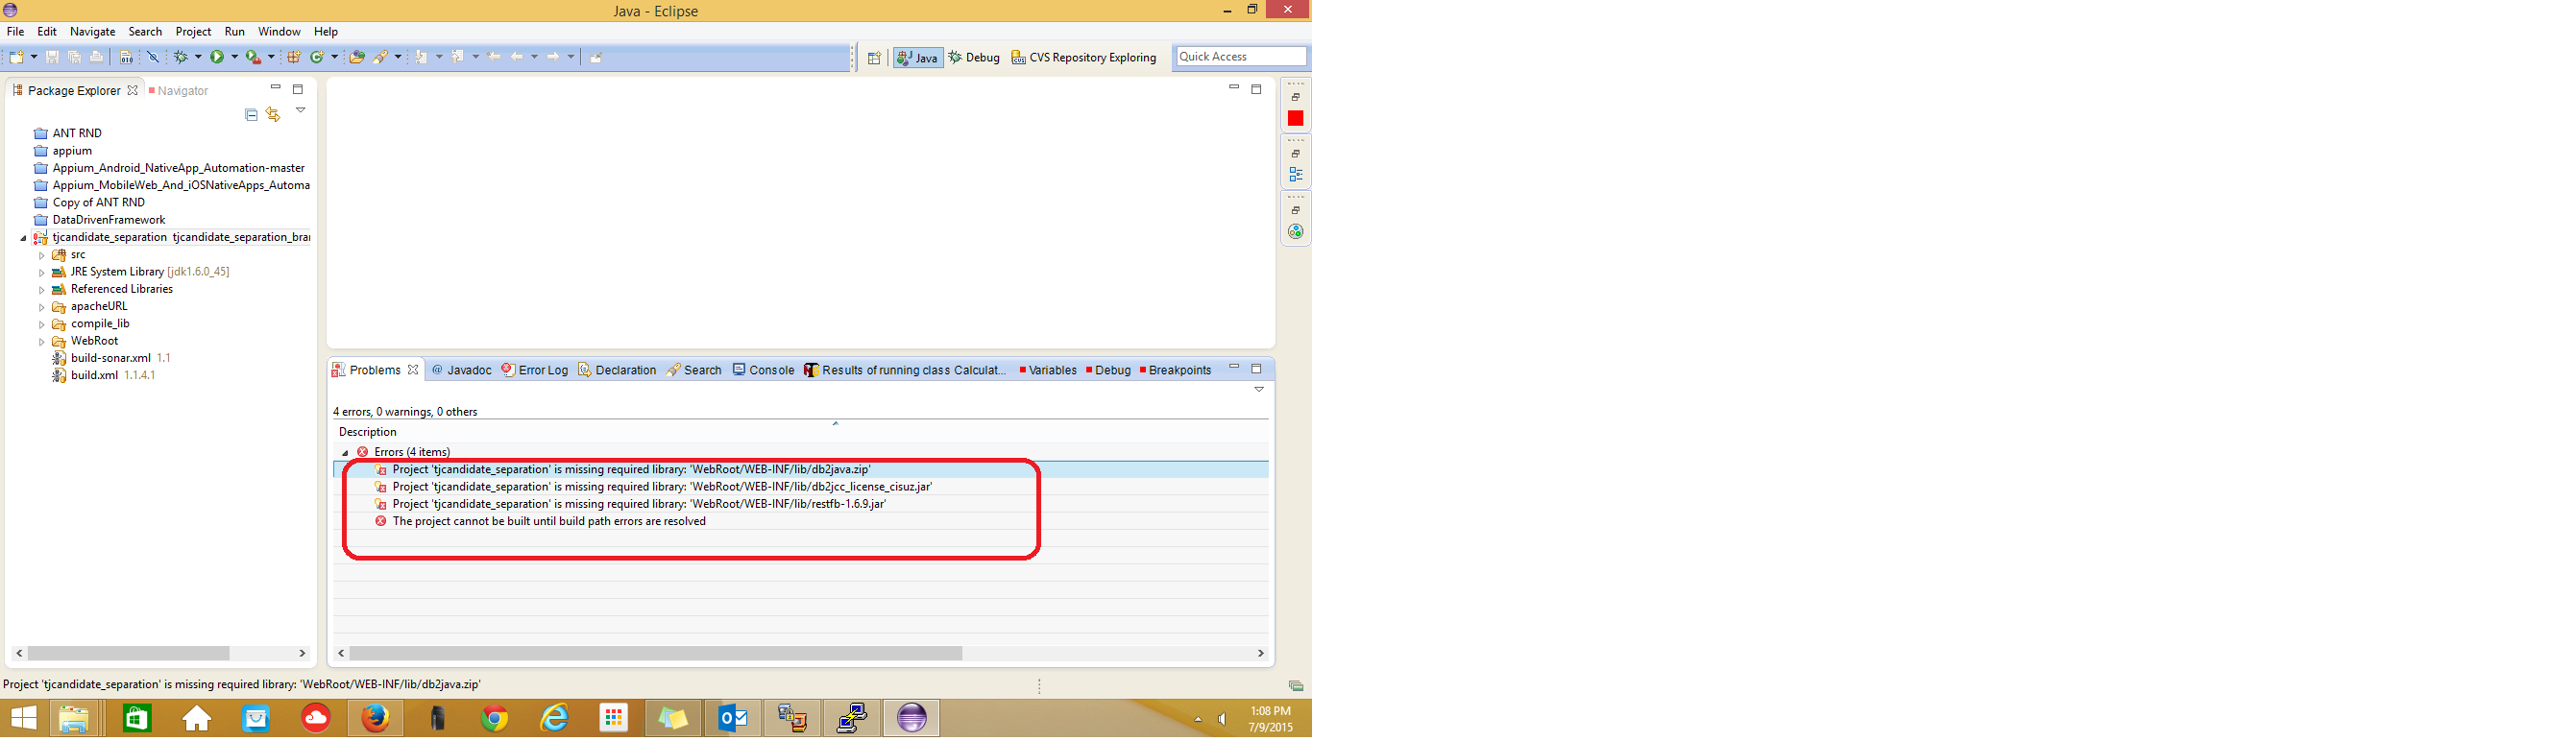 Java - Eclipse
File Edit Navigate Search Project Run Window Help
Java Debug CVS Repository Exploring Quick Access
Package Explorer Navigator
ANT RND
appium
Appium_Android_NativeApp_Automation-master
Appium_MobileWeb_And_iOSNativeApps_Automa
Copy of ANT RND
DataDrivenFramework
tjcandidate_separation tjcandidate_separation_bra
src
JRE System Library [jdk1.6.0_45]
Referenced Libraries
apacheURL
compile_lib
WebRoot
build-sonar.xml 1.1
build.xml 1.1.4.1
Problems Javadoc Error Log Declaration Search Console Results of running class Calculat... Variables Debug Breakpoints
4 errors, 0 warnings, 0 others
Description
Errors (4 items)
Project 'tjcandidate_separation' is missing required library: 'WebRoot/WEB-INF/lib/db2java.zip'
Project 'tjcandidate_separation' is missing required library: 'WebRoot/WEB-INF/lib/db2jcc_license_cisuz.jar'
Project 'tjcandidate_separation' is missing required library: 'WebRoot/WEB-INF/lib/restfb-1.6.9.jar'
The project cannot be built until build path errors are resolved
Project 'tjcandidate_separation' is missing required library: 'WebRoot/WEB-INF/lib/db2java.zip'
1:08 PM
7/9/2015